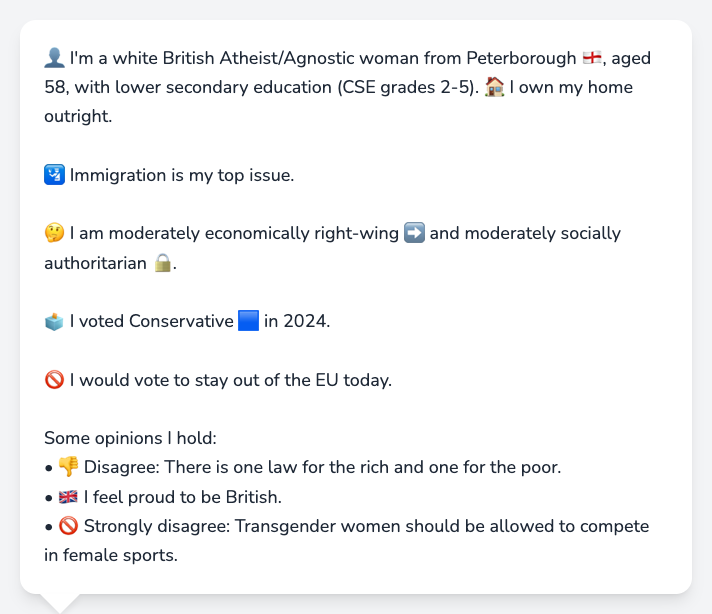 👤 I'm a white British Atheist/Agnostic woman from Peterborough 🏴󠁧󠁢󠁥󠁮󠁧󠁿, aged
58, with lower secondary education (CSE grades 2-5). 🏠 I own my home
outright.
🛂 Immigration is my top issue.
🤔 I am moderately economically right-wing ➡️ and moderately socially
authoritarian 🔒.
🗳️ I voted Conservative 🟦 in 2024.
🚫 I would vote to stay out of the EU today.
Some opinions I hold:
• 👎 Disagree: There is one law for the rich and one for the poor.
• 🇬🇧 I feel proud to be British.
• 🚫 Strongly disagree: Transgender women should be allowed to compete
in female sports.